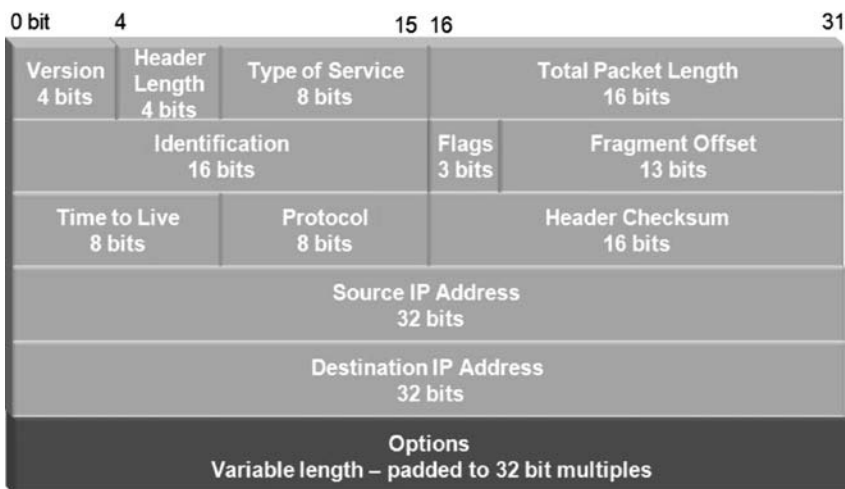 0 bit 4 15 16 31
Version
4 bits
Header
Length
4 bits
Type of Service
8 bits
Total Packet Length
16 bits
Identification
16 bits
Flags
3 bits
Fragment Offset
13 bits
Time to Live
8 bits
Protocol
8 bits
Header Checksum
16 bits
Source IP Address
32 bits
Destination IP Address
32 bits
Options
Variable length – padded to 32 bit multiples